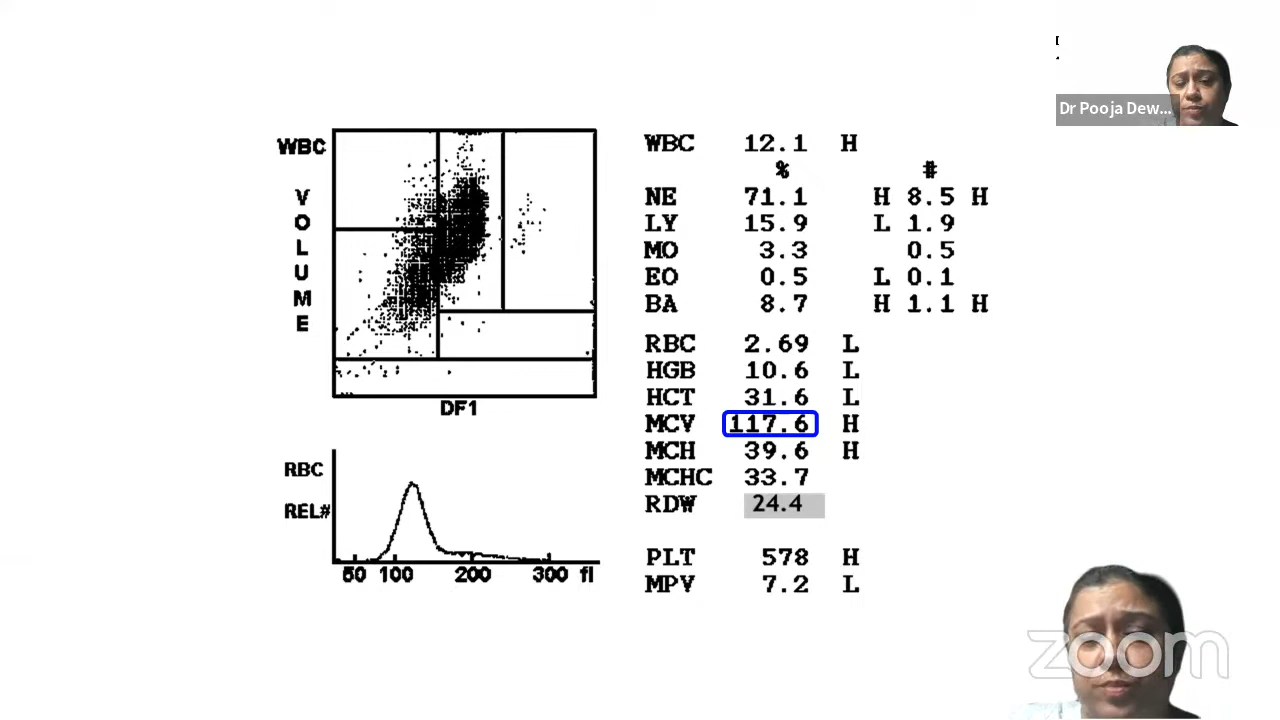 Dr Pooja Dew...
WBC
VOLUME
DF1
RBC
REL#
50 100 200 300 fl
WBC 12.1 H
% #
NE 71.1 H 8.5 H
LY 15.9 L 1.9
MO 3.3 0.5
EO 0.5 L 0.1
BA 8.7 H 1.1 H
RBC 2.69 L
HGB 10.6 L
HCT 31.6 L
MCV 117.6 H
MCH 39.6 H
MCHC 33.7
RDW 24.4
PLT 578 H
MPV 7.2 L
zoom